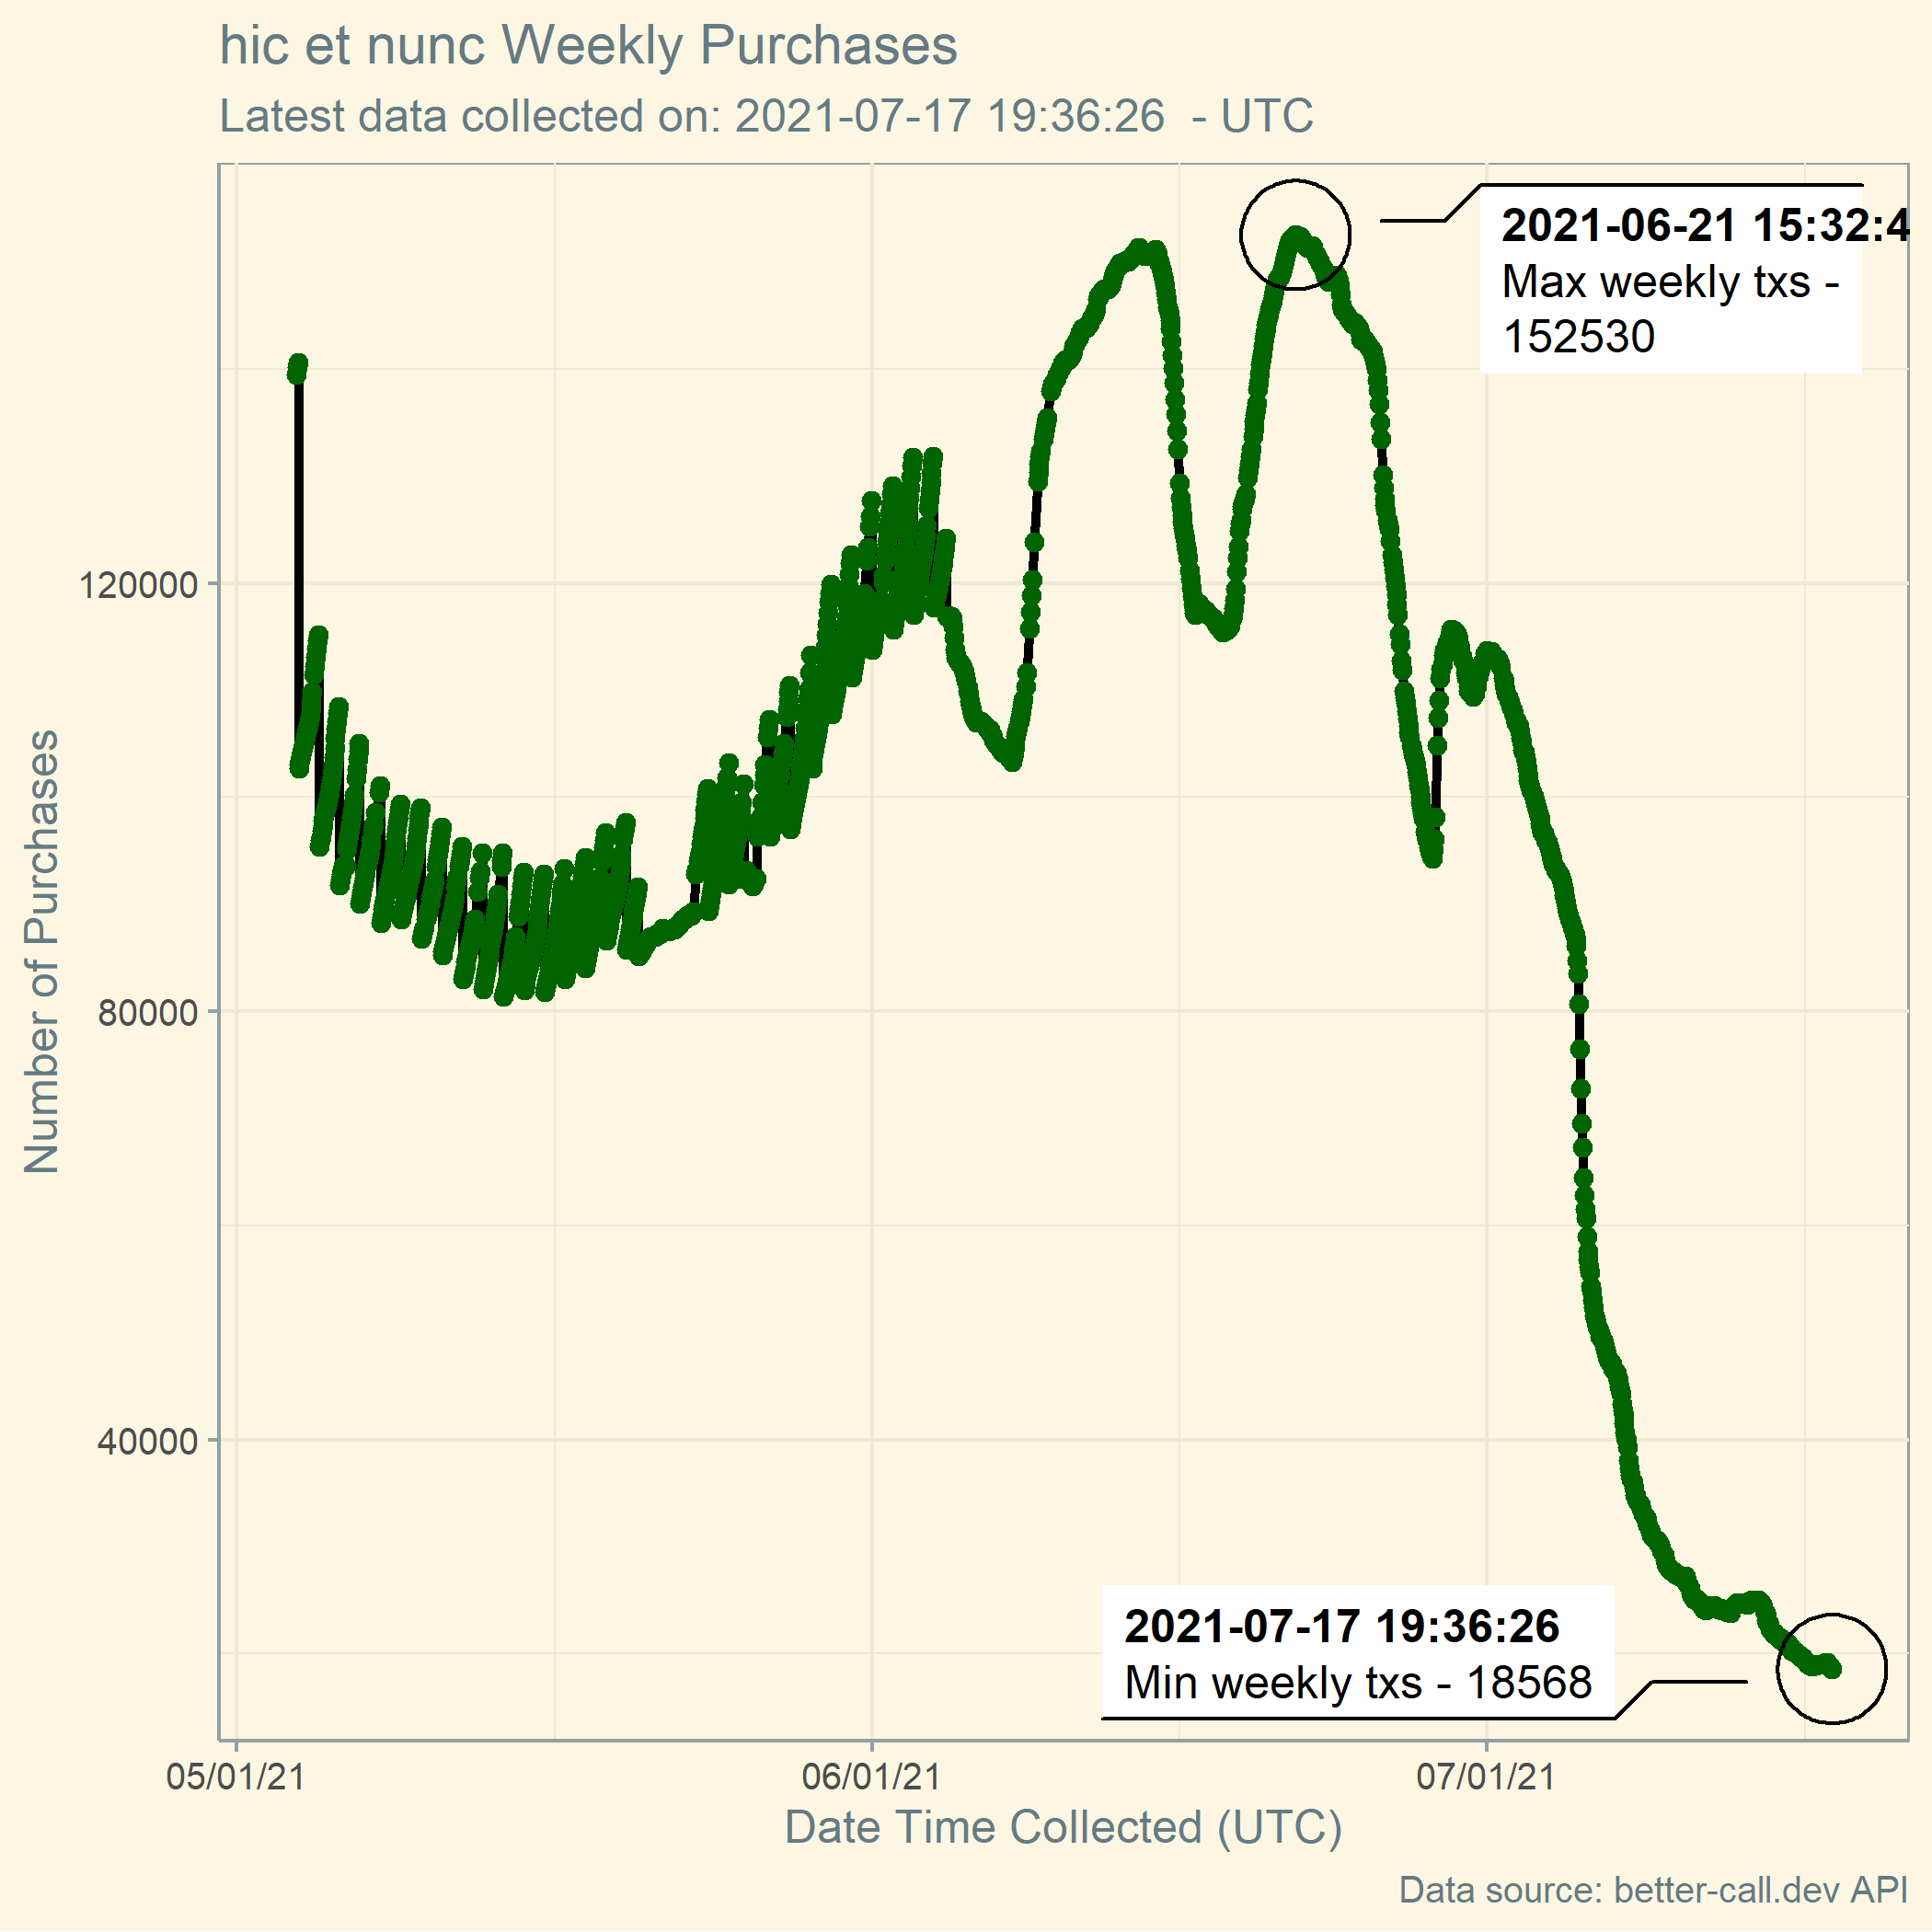 hic et nunc Weekly Purchases
Latest data collected on: 2021-07-17 19:36:26 - UTC
2021-06-21 15:32:4
Max weekly txs -
152530
120000
80000
40000
Number of Purchases
2021-07-17 19:36:26
Min weekly txs - 18568
05/01/21
06/01/21
07/01/21
Date Time Collected (UTC)
Data source: better-call.dev API